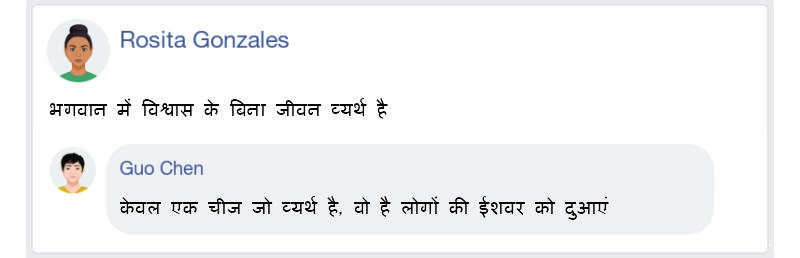 Rosita Gonzales
भगवान में विश्वास के बिना जीवन व्यर्थ है
Guo Chen
केवल एक चीज जो व्यर्थ है, वो है लोगों की ईशवर को दुआएं